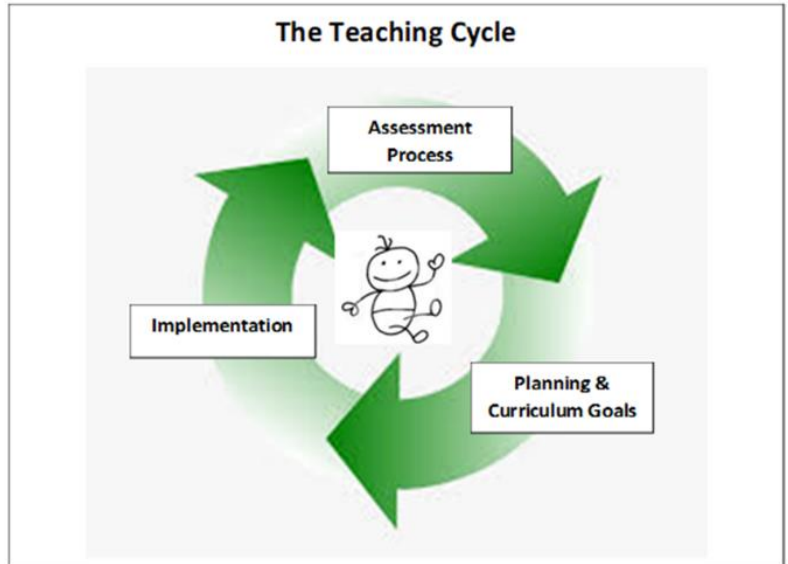 The Teaching Cycle
Assessment
Process
Implementation
Planning &
Curriculum Goals